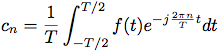 c_n = \frac{1}{T} \int_{-T/2}^{T/2} f(t) e^{-j \frac{2\pi n}{T} t} dt